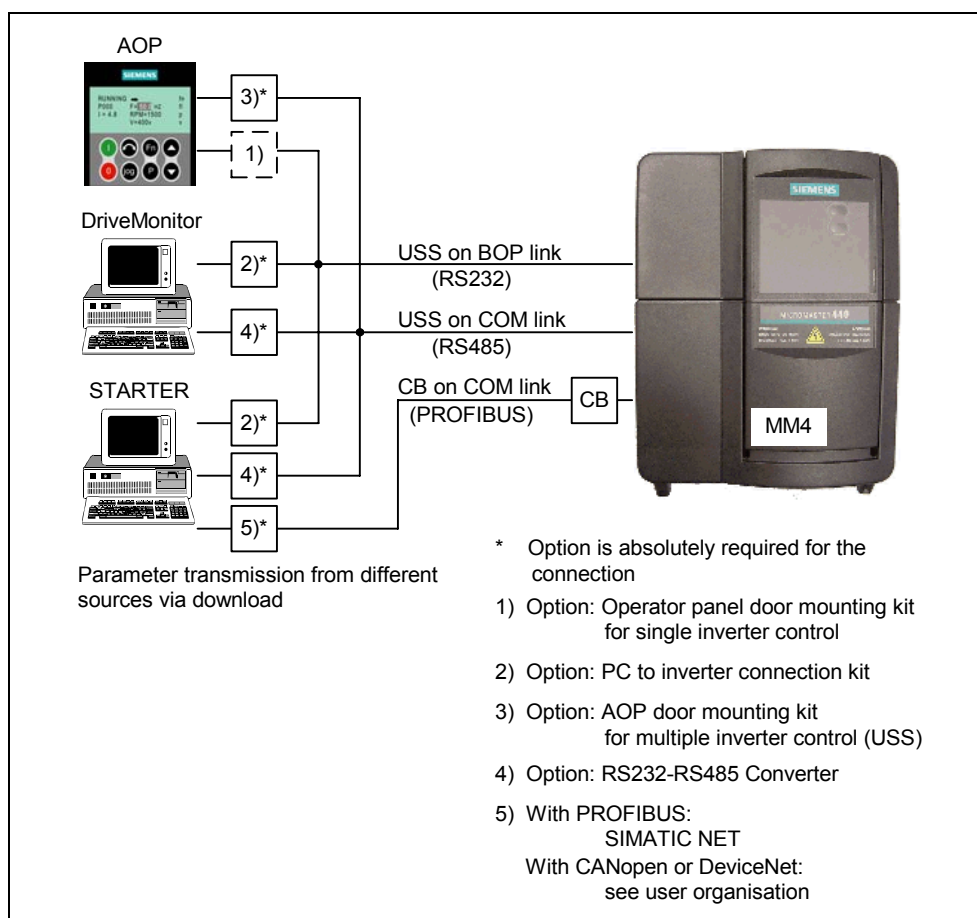 AOP
SIEMENS
RUNNING
P000
I = 4.8 RPM=1500
V=400v
Fn
jog
P
0
3)*
1)
DriveMonitor
2)*
4)*
STARTER
2)*
4)*
5)*
USS on BOP link
(RS232)
USS on COM link
(RS485)
CB on COM link
(PROFIBUS)
CB
SIEMENS
MICROMASTER 440
MM4
Parameter transmission from different
sources via download
* Option is absolutely required for the
connection
1) Option: Operator panel door mounting kit
for single inverter control
2) Option: PC to inverter connection kit
3) Option: AOP door mounting kit
for multiple inverter control (USS)
4) Option: RS232-RS485 Converter
5) With PROFIBUS:
SIMATIC NET
With CANopen or DeviceNet:
see user organisation